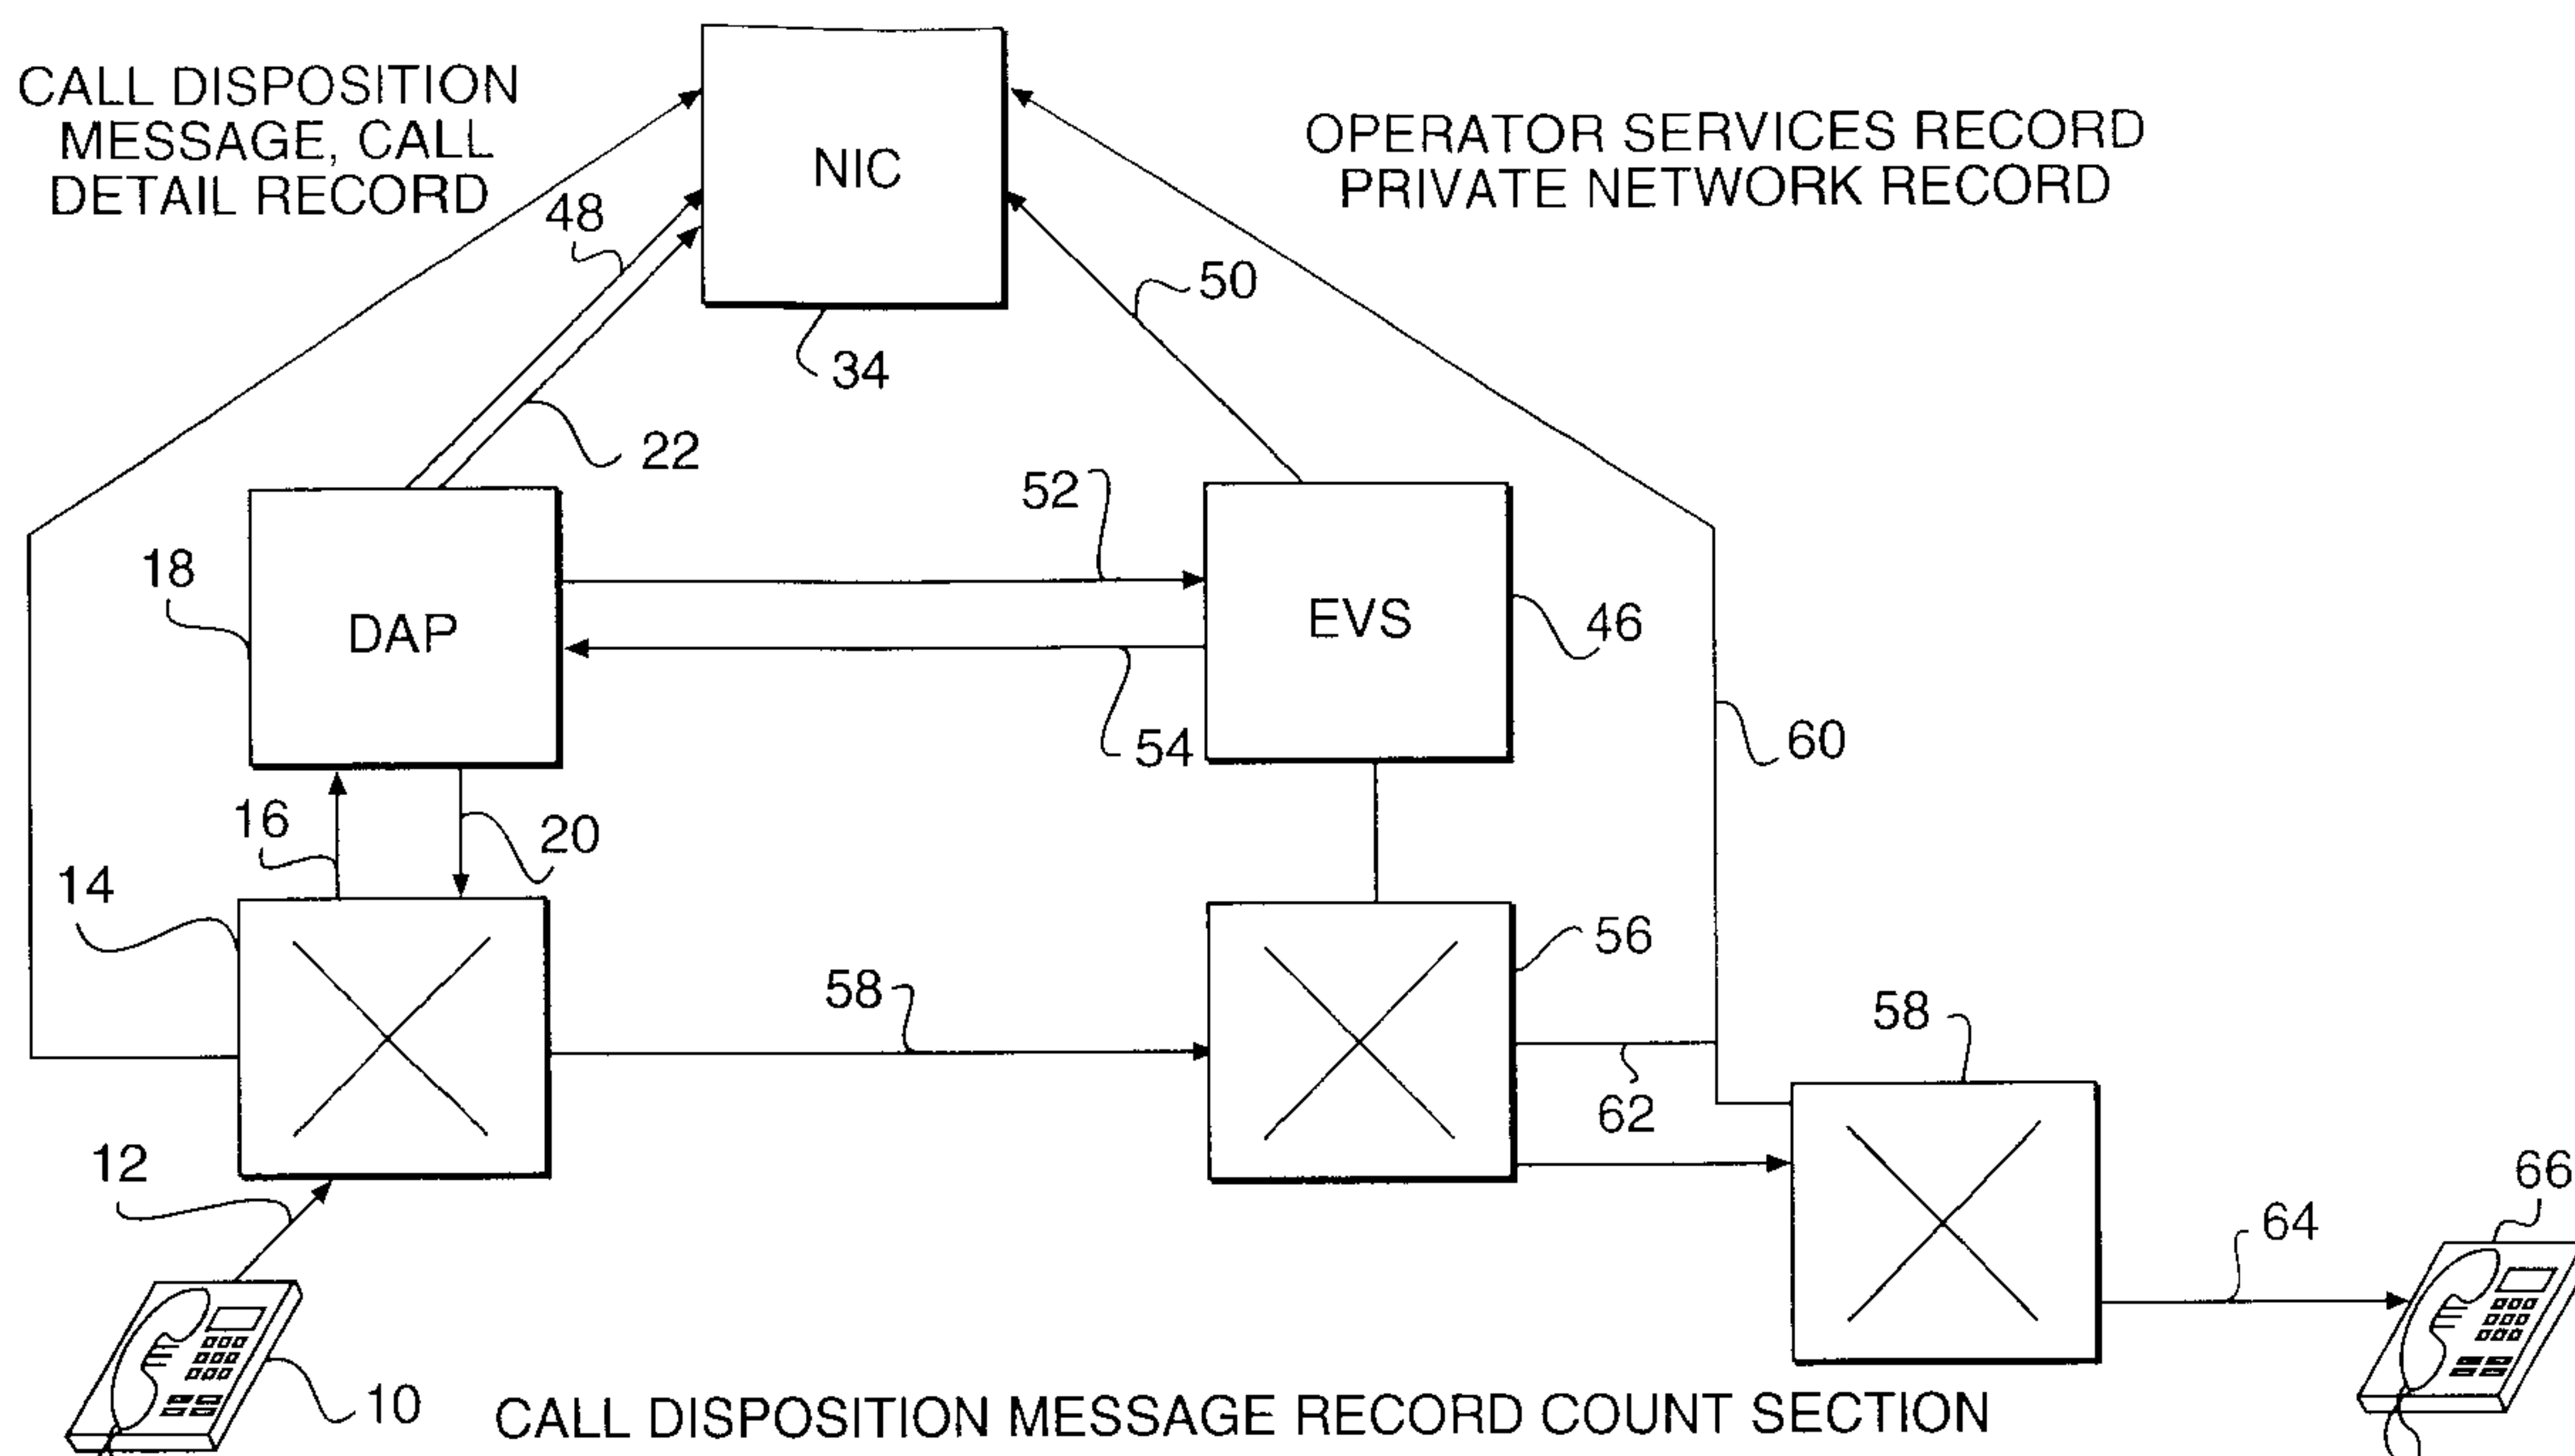 CALL DISPOSITION
MESSAGE, CALL
DETAIL RECORD
NIC
OPERATOR SERVICES RECORD
PRIVATE NETWORK RECORD
48
50
34
22
52
18
DAP
EVS
46
54
60
16
20
14
56
58
58
62
12
66
64
10
CALL DISPOSITION MESSAGE RECORD COUNT SECTION